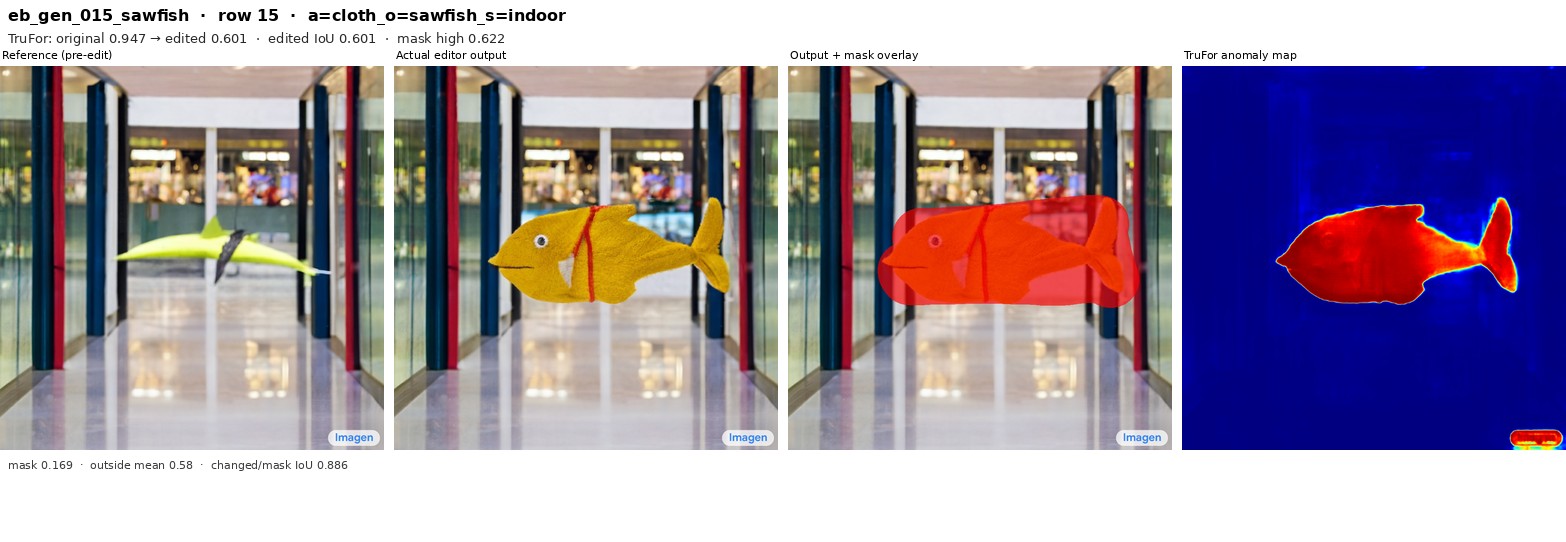 eb_gen_015_sawfish · row 15 · a=cloth_o=sawfish_s=indoor
TruFor: original 0.947 → edited 0.601 · edited IoU 0.601 · mask high 0.622
Reference (pre-edit)
Actual editor output
Output + mask overlay
TruFor anomaly map
Imagen
Imagen
Imagen
mask 0.169 · outside mean 0.58 · changed/mask IoU 0.886